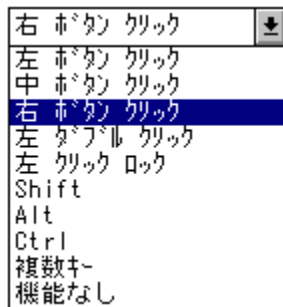 右 ﾎﾞﾀﾝ ｸﾘｯｸ
左 ﾎﾞﾀﾝ ｸﾘｯｸ
中 ﾎﾞﾀﾝ ｸﾘｯｸ
右 ﾎﾞﾀﾝ ｸﾘｯｸ
左 ﾀﾞﾌﾞﾙ ｸﾘｯｸ
左 ｸﾘｯｸ ﾛｯｸ
Shift
Alt
Ctrl
複数ｷｰ
機能なし